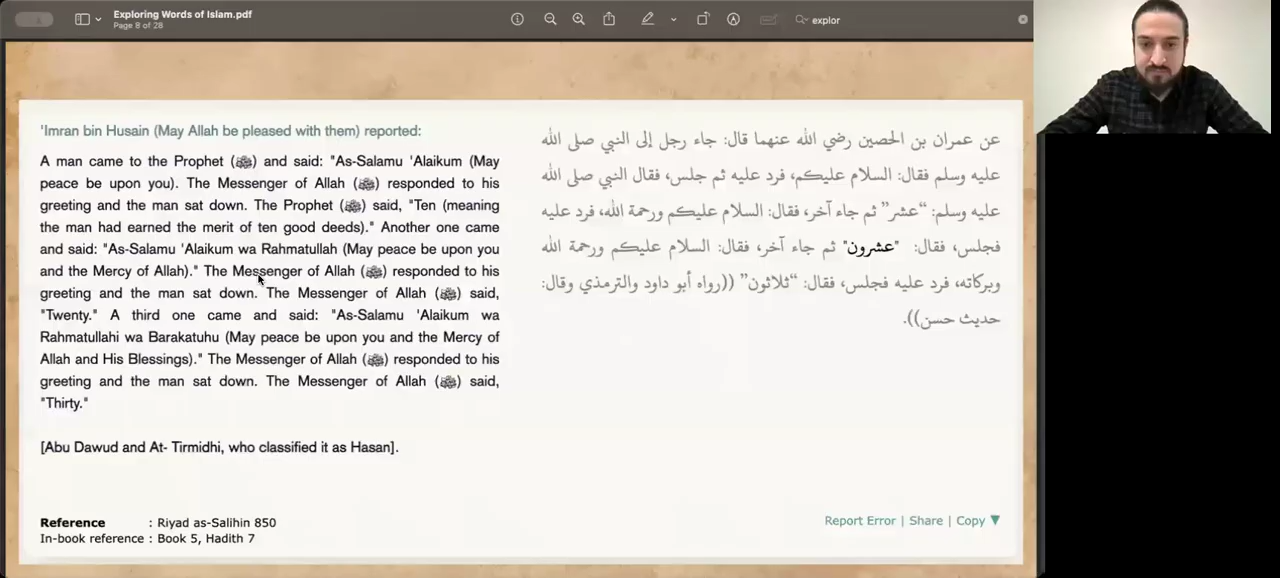 Exploring Words of Islam.pdf
Page 8 of 28
explor
'Imran bin Husain (May Allah be pleased with them) reported:
A man came to the Prophet (ﷺ) and said: "As-Salamu 'Alaikum (May
peace be upon you). The Messenger of Allah (ﷺ) responded to his
greeting and the man sat down. The Prophet (ﷺ) said, "Ten (meaning
the man had earned the merit of ten good deeds)." Another one came
and said: "As-Salamu 'Alaikum wa Rahmatullah (May peace be upon you
and the Mercy of Allah)." The Messenger of Allah (ﷺ) responded to his
greeting and the man sat down. The Messenger of Allah (ﷺ) said,
"Twenty." A third one came and said: "As-Salamu 'Alaikum wa
Rahmatullahi wa Barakatuhu (May peace be upon you and the Mercy of
Allah and His Blessings)." The Messenger of Allah (ﷺ) responded to his
greeting and the man sat down. The Messenger of Allah (ﷺ) said,
"Thirty."
[Abu Dawud and At- Tirmidhi, who classified it as Hasan].
عن عمران بن الحصين رضي الله عنهما قال: جاء رجل إلى النبي صلى الله
عليه وسلم فقال: السلام عليكم، فرد عليه ثم جلس، فقال النبي صلى الله
عليه وسلم: “عشر” ثم جاء آخر، فقال: السلام عليكم ورحمة الله، فرد عليه
فجلس، فقال: "عشرون" ثم جاء آخر، فقال: السلام عليكم ورحمة الله
وبركاته، فرد عليه فجلس، فقال: “ثلاثون” ((رواه أبو داود والترمذي وقال:
حديث حسن)).
Reference : Riyad as-Salihin 850
In-book reference : Book 5, Hadith 7
Report Error | Share | Copy ▼